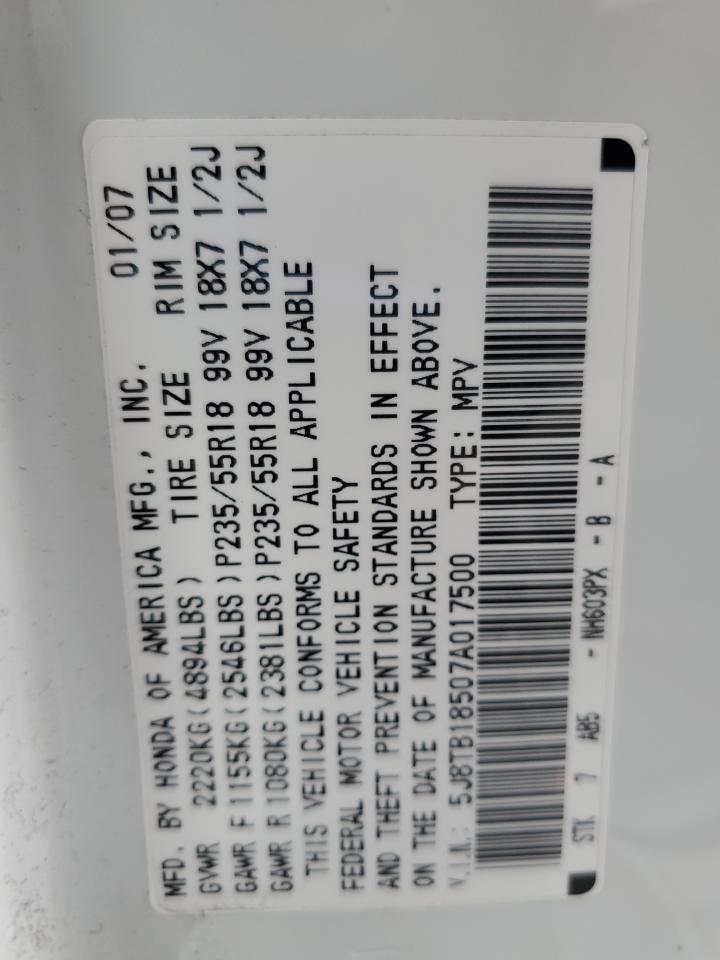 MFD. BY HONDA OF AMERICA MFG., INC. 01/07
GVWR 2220KG(4894LBS) TIRE SIZE RIM SIZE
GAWR F 1155KG(2546LBS)P235/55R18 99V 18X7 1/2J
GAWR R 1080KG(2381LBS)P235/55R18 99V 18X7 1/2J
THIS VEHICLE CONFORMS TO ALL APPLICABLE
FEDERAL MOTOR VEHICLE SAFETY
AND THEFT PREVENTION STANDARDS IN EFFECT
ON THE DATE OF MANUFACTURE SHOWN ABOVE.
V.I.N.: 5J8TB18507A017500 TYPE: MPV
STK 7 AB5 - NH603PX - B - A